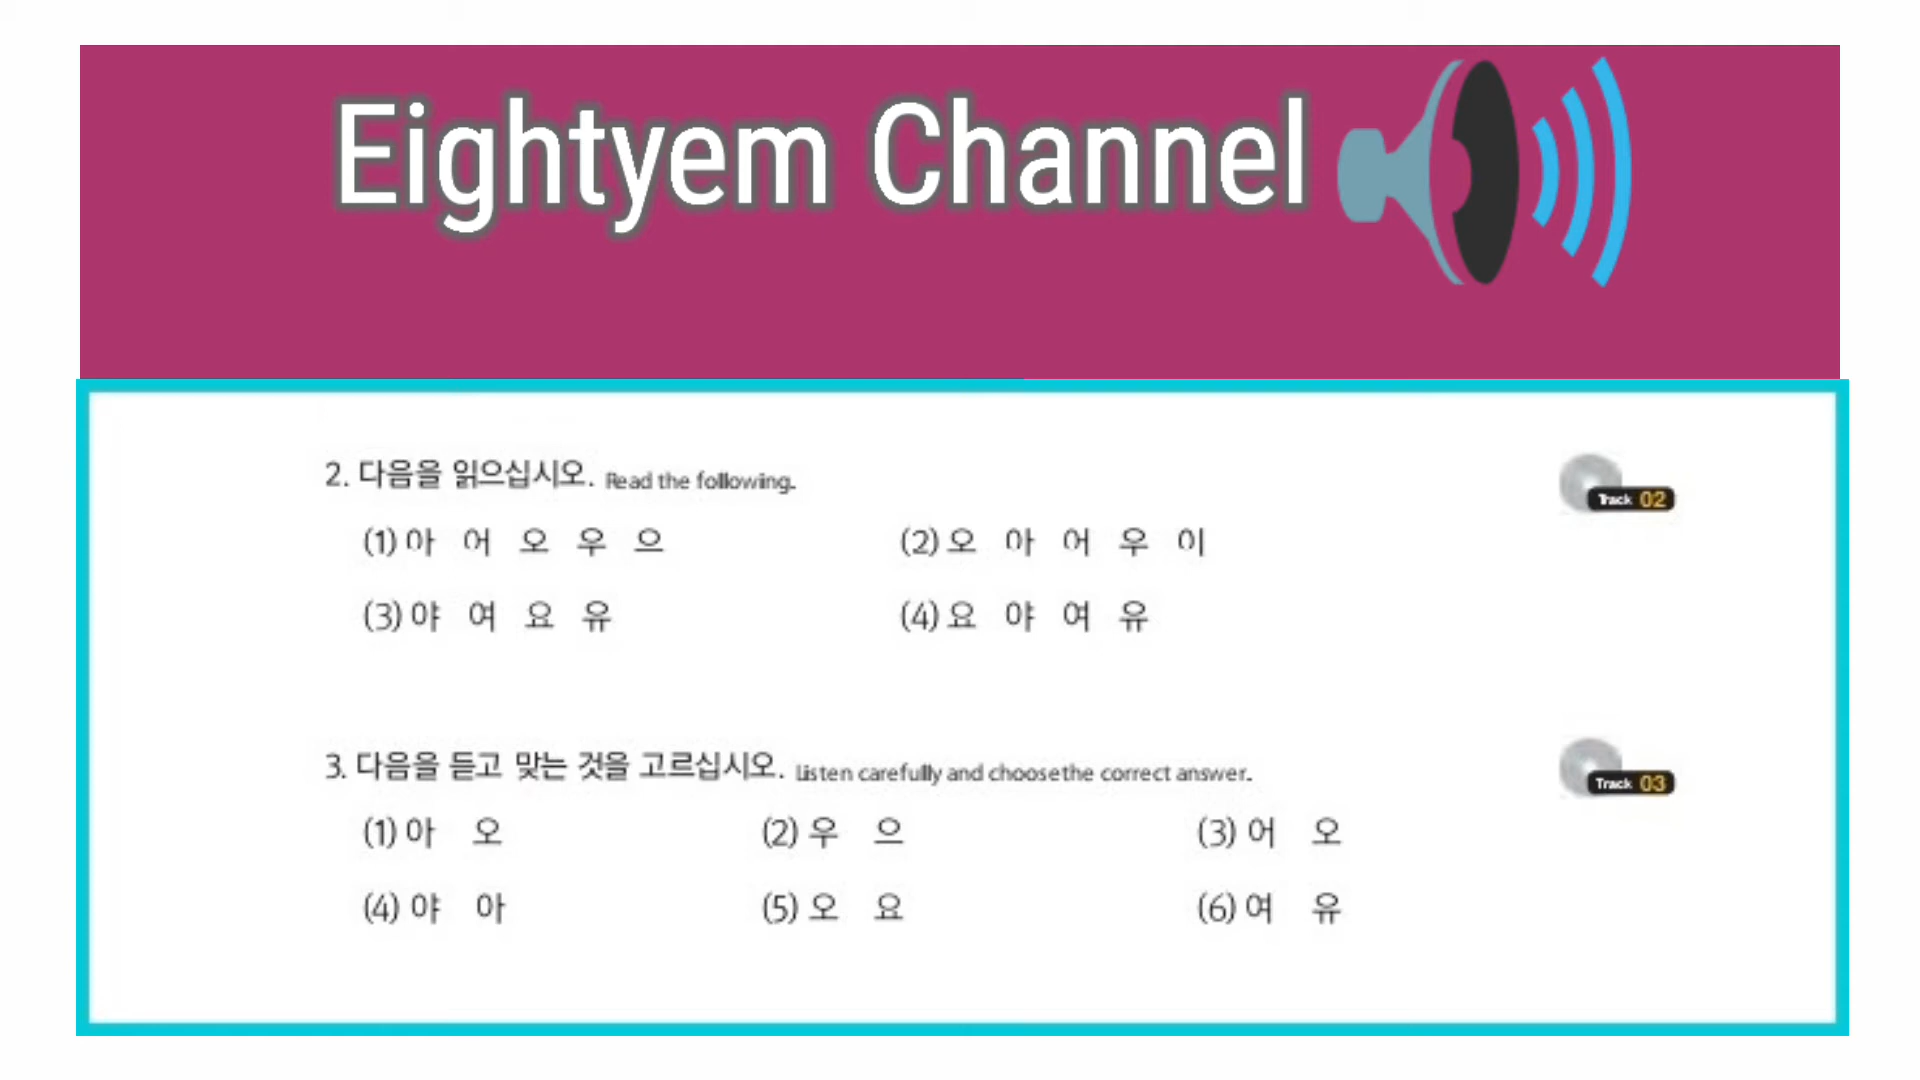 Eightyem Channel
2. 다음을 읽으십시오. Read the following.
Track 02
(1) 아 어 오 우 으 (2) 오 아 어 우 이
(3) 야 여 요 유 (4) 요 야 여 유
3. 다음을 듣고 맞는 것을 고르십시오. Listen carefully and choose the correct answer.
Track 03
(1) 아 오 (2) 우 으 (3) 어 오
(4) 야 아 (5) 오 요 (6) 여 유